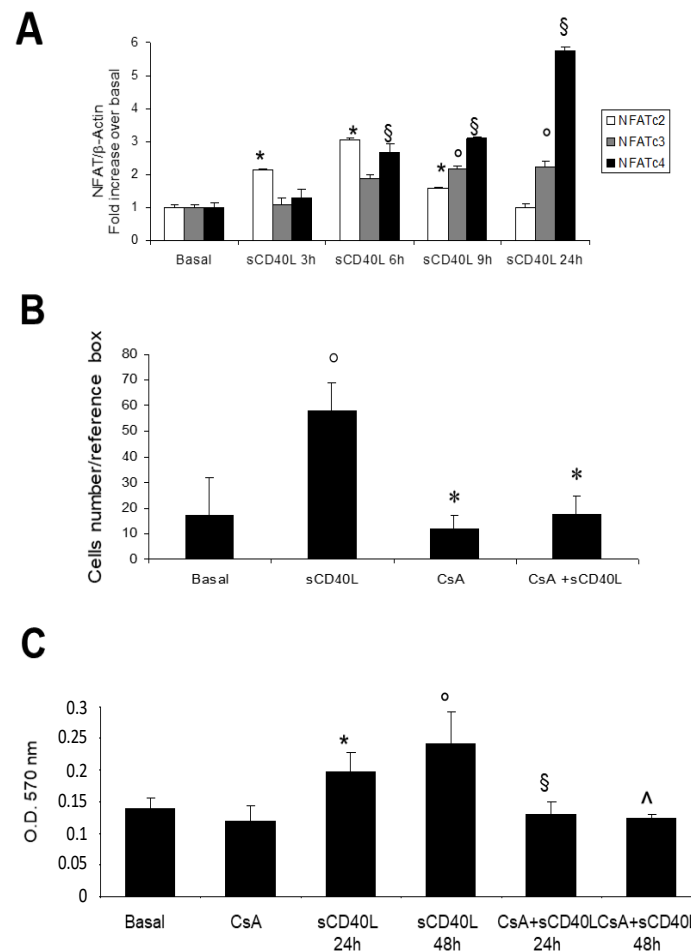 A
NFAT/β-Actin
Fold increase over basal
6
5
4
3
2
1
0
*
*
§
*
o
§
o
§
Basal
sCD40L 3h
sCD40L 6h
sCD40L 9h
sCD40L 24h
NFATc2
NFATc3
NFATc4
B
Cells number/reference box
80
70
60
50
40
30
20
10
0
o
*
*
Basal
sCD40L
CsA
CsA +sCD40L
C
O.D. 570 nm
0.3
0.25
0.2
0.15
0.1
0.05
0
*
o
§
^
Basal
CsA
sCD40L
24h
sCD40L
48h
CsA+sCD40L
24h
CsA+sCD40L
48h